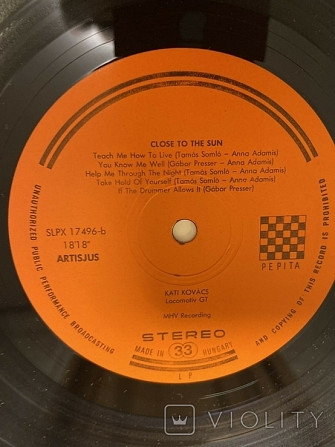 CLOSE TO THE SUN
Teach Me How To Live (Tamás Somló – Anna Adamis)
You Know Me Well (Gábor Presser – Anna Adamis)
Help Me Through The Night (Tamás Somló – Anna Adamis)
Take Hold Of Yourself (Tamás Somló – Anna Adamis)
If The Drummer Allows It (Gábor Presser)
SLPX 17496-b
18'18"
ARTISJUS
PEPITA
KATI KOVÁCS
Locomotiv GT
MHV Recording
STEREO
MADE IN 33 HUNGARY
LP
UNAUTHORIZED PUBLIC PERFORMANCE BROADCASTING
AND COPYING OF THIS RECORD IS PROHIBITED
VIOLITY